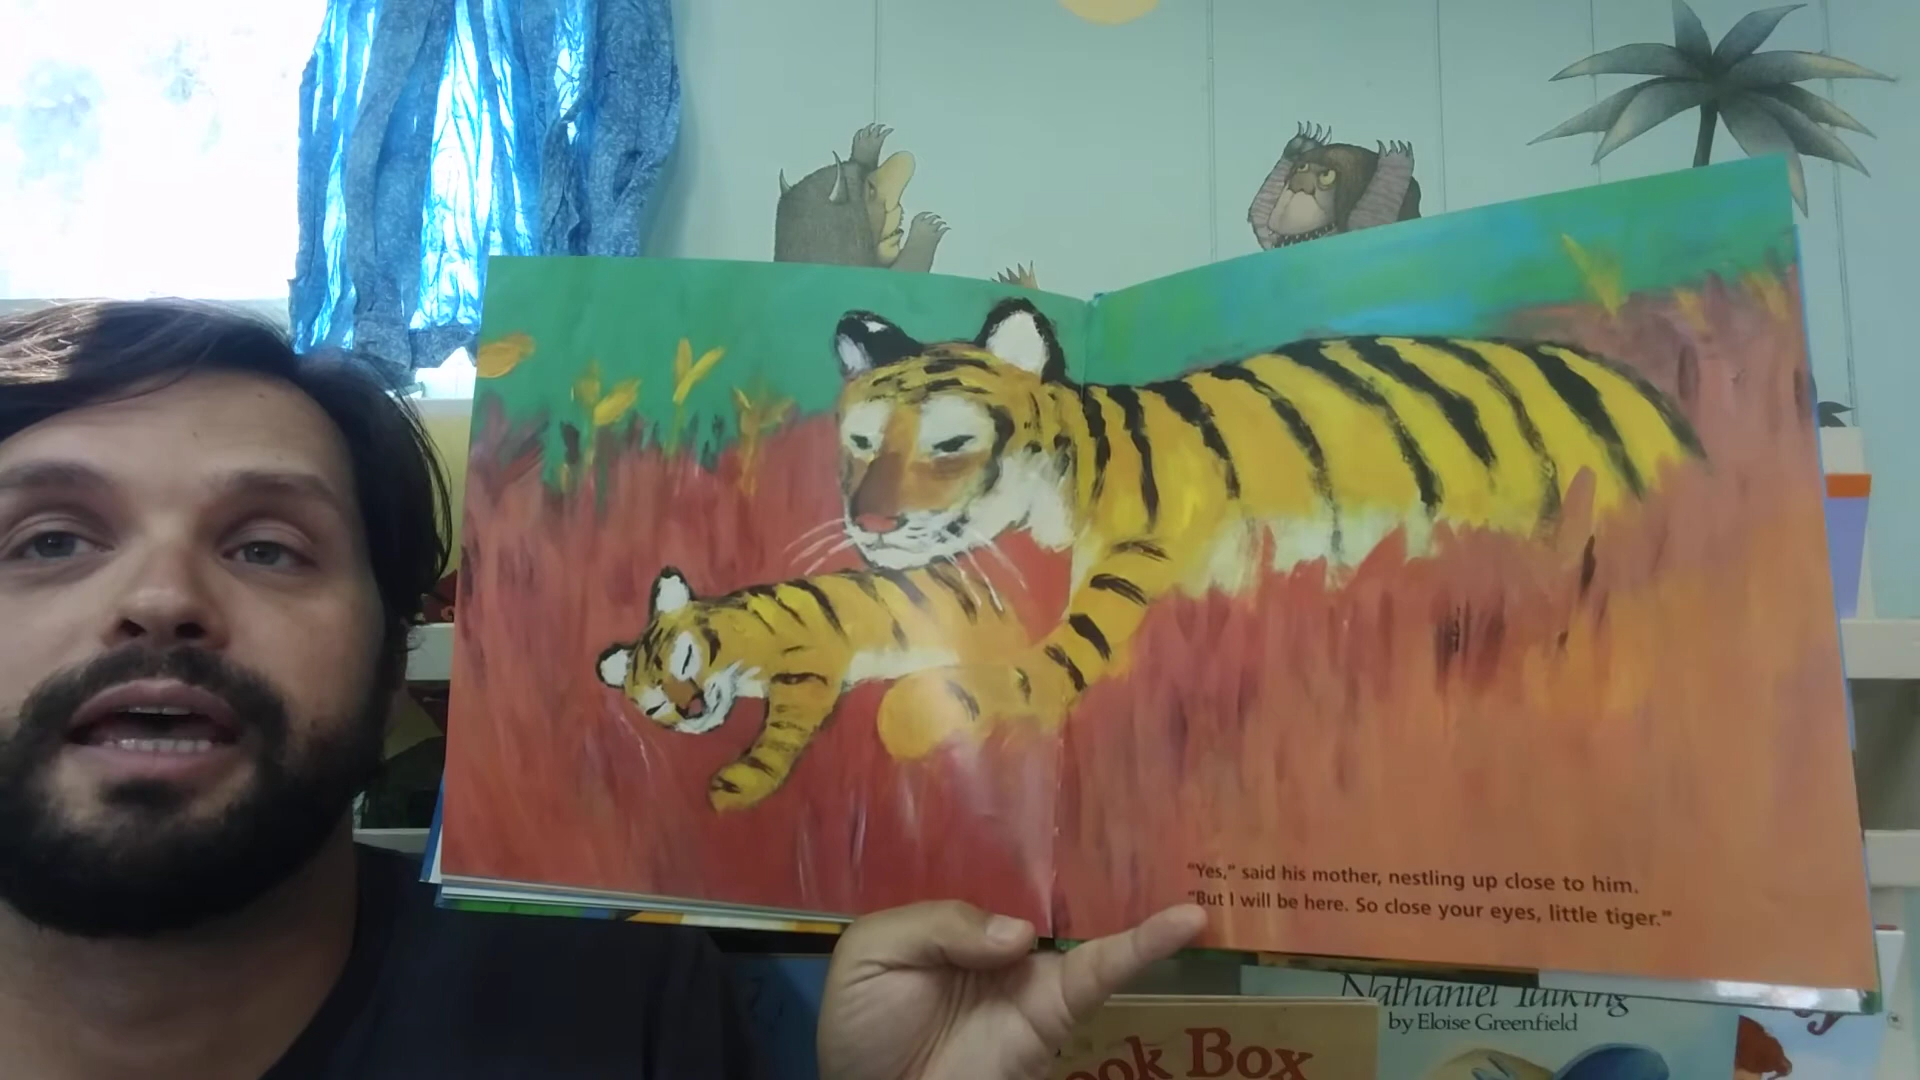 "Yes," said his mother, nestling up close to him.
"But I will be here. So close your eyes, little tiger."
Nathaniel Talking
by Eloise Greenfield
Box